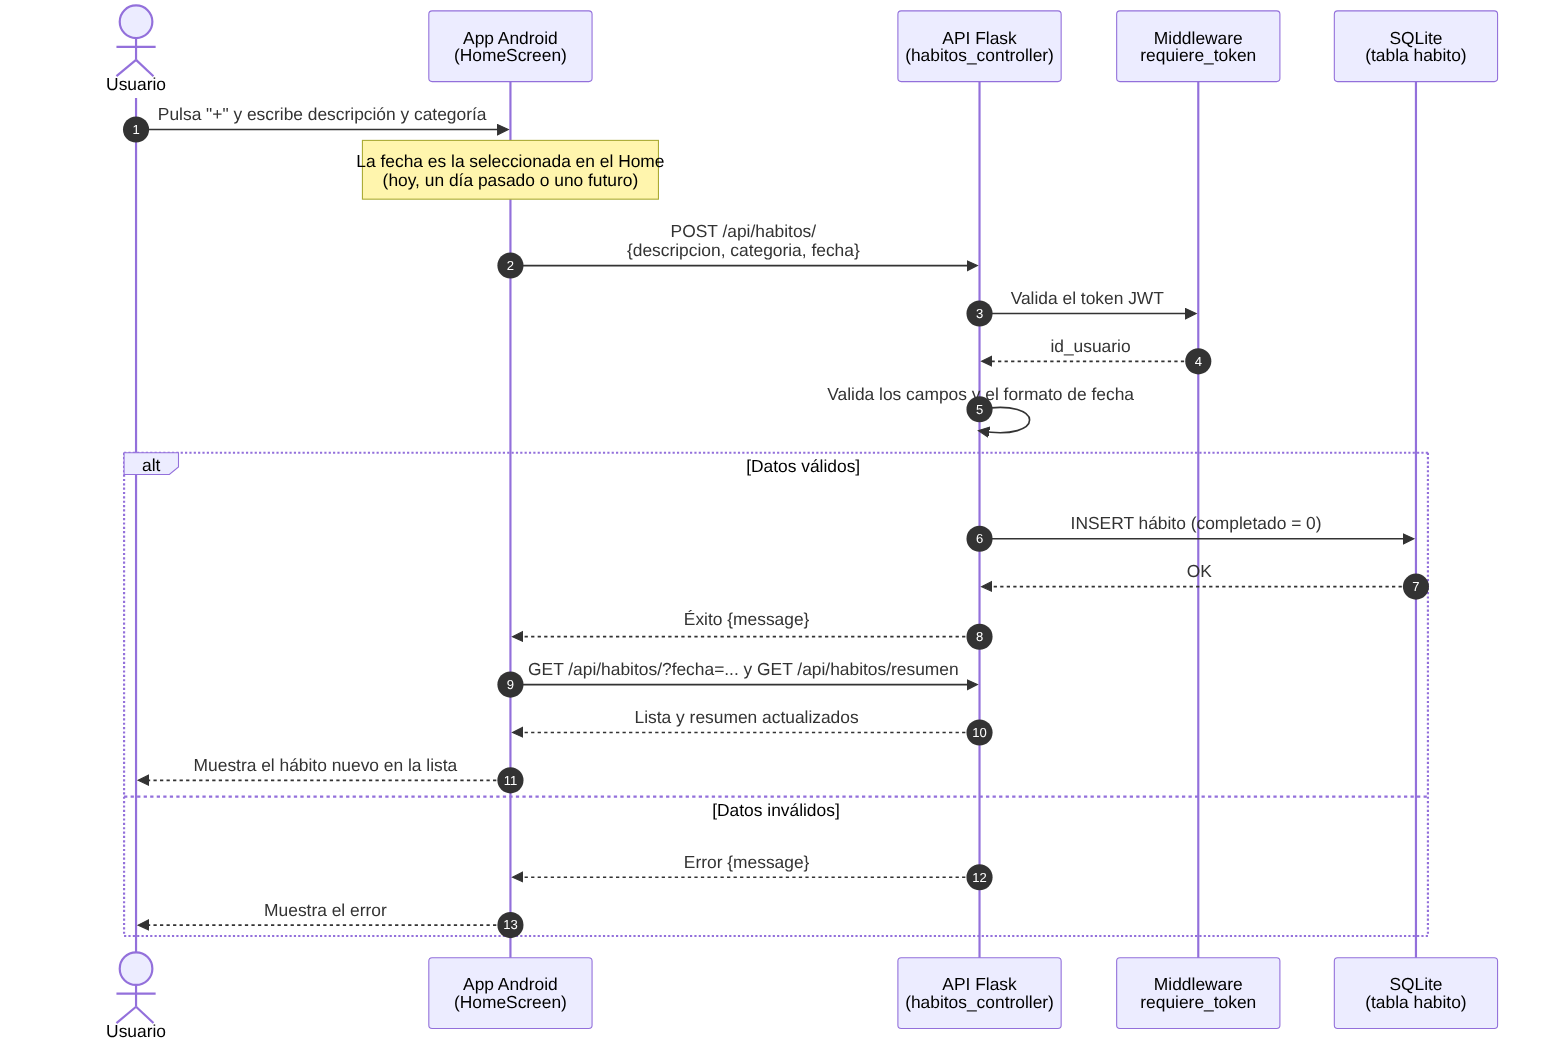 Usuario
App Android
(HomeScreen)
API Flask
(habitos_controller)
Middleware
requiere_token
SQLite
(tabla habito)
1
Pulsa "+" y escribe descripción y categoría
La fecha es la seleccionada en el Home
(hoy, un día pasado o uno futuro)
POST /api/habitos/
{descripcion, categoria, fecha}
2
Valida el token JWT
3
id_usuario
4
Valida los campos y el formato de fecha
5
alt
[Datos válidos]
INSERT hábito (completado = 0)
6
OK
7
Éxito {message}
8
GET /api/habitos/?fecha=... y GET /api/habitos/resumen
9
Lista y resumen actualizados
10
Muestra el hábito nuevo en la lista
11
[Datos inválidos]
Error {message}
12
Muestra el error
13
Usuario
App Android
(HomeScreen)
API Flask
(habitos_controller)
Middleware
requiere_token
SQLite
(tabla habito)